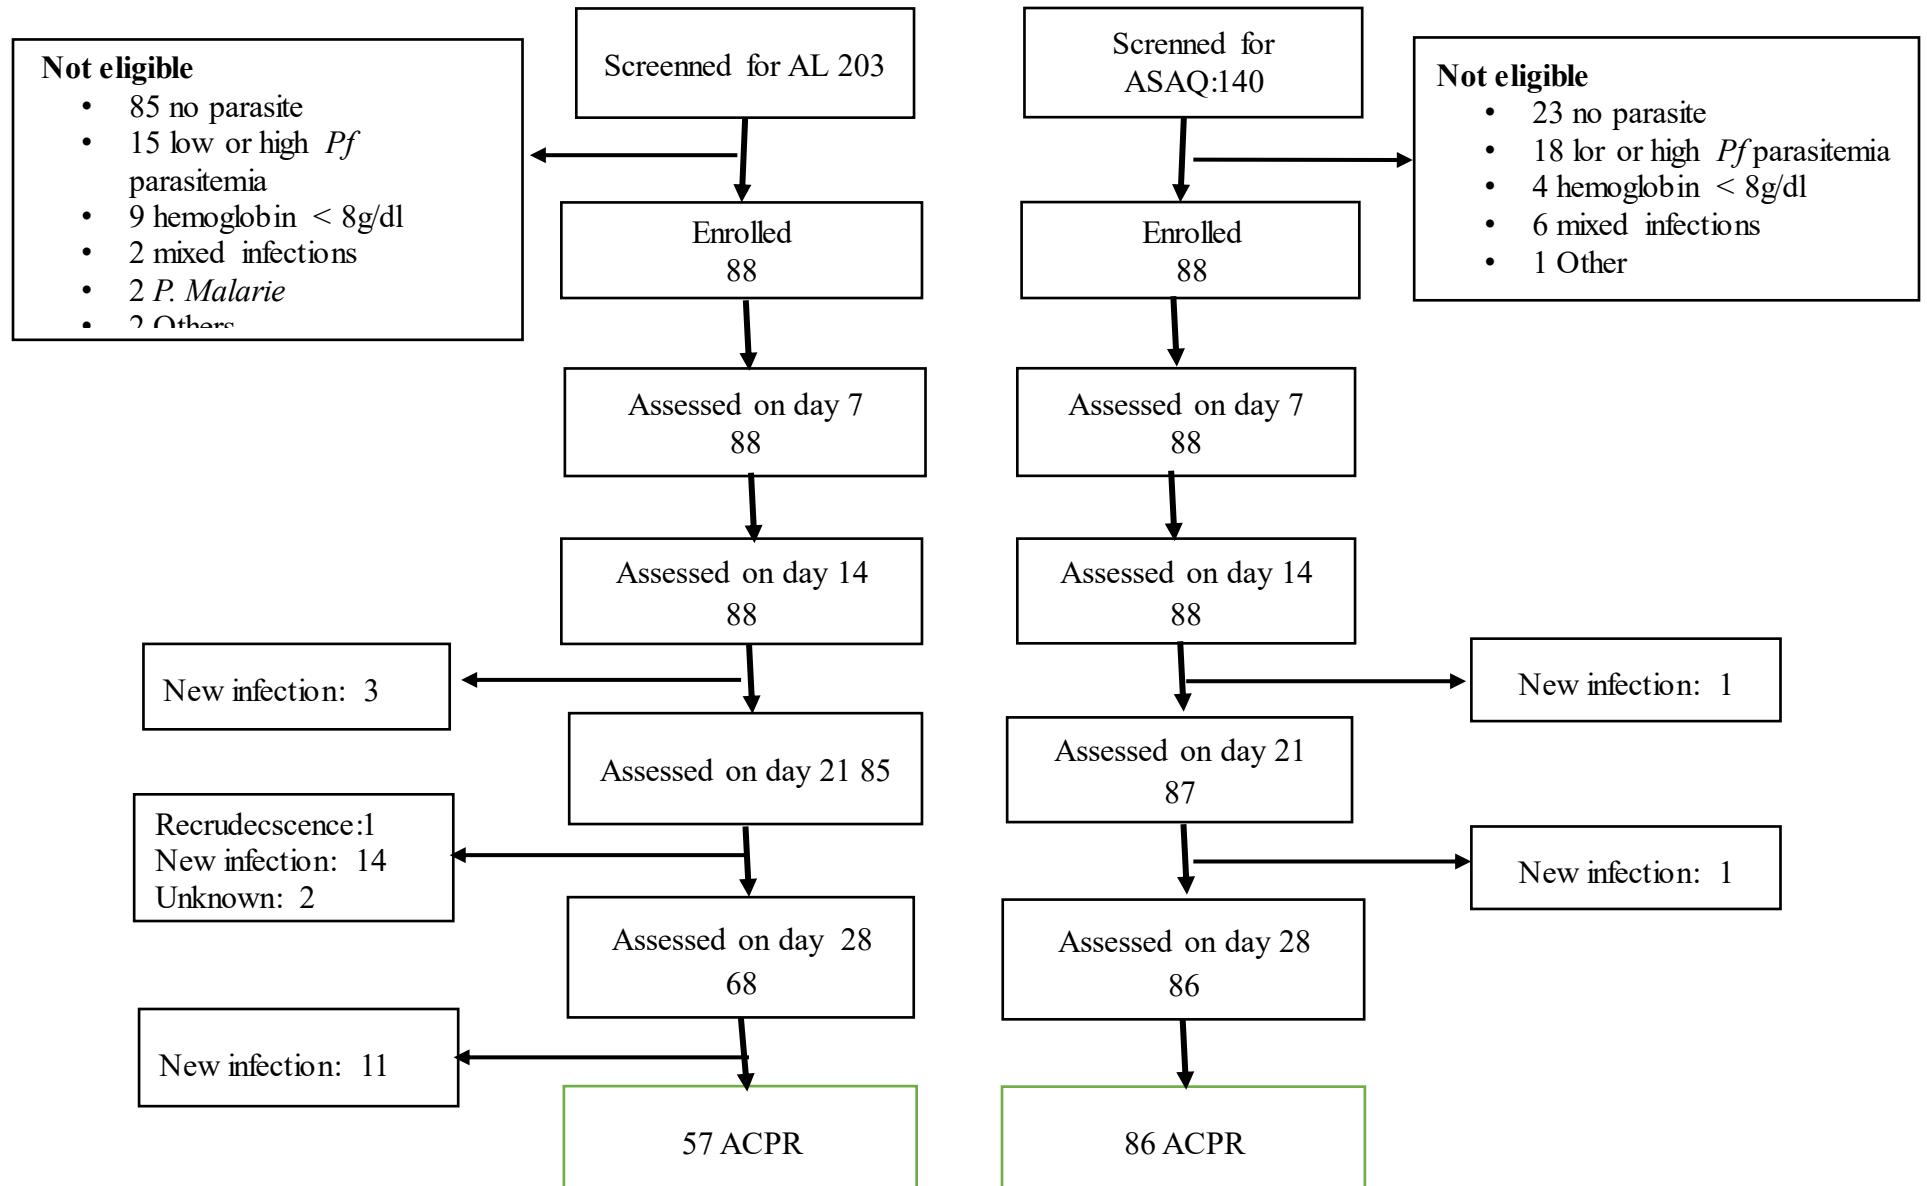 Screenned for AL 203
Not eligible
• 85 no parasite
• 15 low or high Pf
parasitemia
• 9 hemoglobin < 8g/dl
• 2 mixed infections
• 2 P. Malarie
• 2 Others
Enrolled
88
Assessed on day 7
88
Assessed on day 14
88
New infection: 3
Assessed on day 21 85
Recrudecscence:1
New infection: 14
Unknown: 2
Assessed on day 28
68
New infection: 11
57 ACPR
Screnned for
ASAQ:140
Not eligible
• 23 no parasite
• 18 lor or high Pf parasitemia
• 4 hemoglobin < 8g/dl
• 6 mixed infections
• 1 Other
Enrolled
88
Assessed on day 7
88
Assessed on day 14
88
New infection: 1
Assessed on day 21
87
New infection: 1
Assessed on day 28
86
86 ACPR